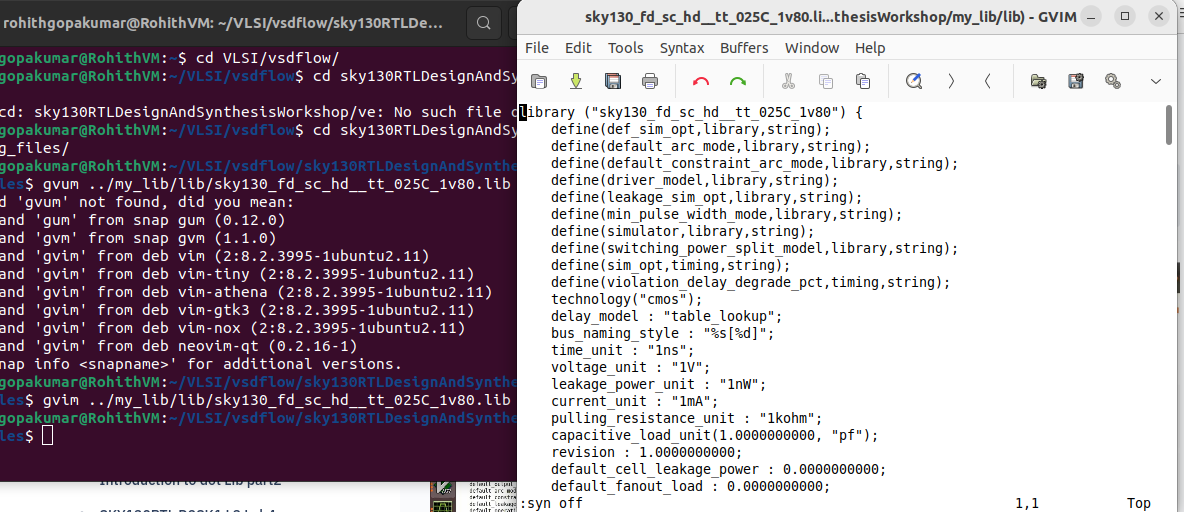 rohithgopakumar@RohithVM: ~/VLSI/vsdflow/sky130RTLDe...
gopakumar@RohithVM:~$ cd VLSI/vsdflow/
gopakumar@RohithVM:~/VLSI/vsdflow$ cd sky130RTLDesignAndSy
cd: sky130RTLDesignAndSynthesisWorkshop/ve: No such file o
gopakumar@RohithVM:~/VLSI/vsdflow$ cd sky130RTLDesignAndSy
g_files/
gopakumar@RohithVM:~/VLSI/vsdflow/sky130RTLDesignAndSynthe
les$ gvum ../my_lib/lib/sky130_fd_sc_hd__tt_025C_1v80.lib
d 'gvum' not found, did you mean:
and 'gum' from snap gum (0.12.0)
and 'gvm' from snap gvm (1.1.0)
and 'gvim' from deb vim (2:8.2.3995-1ubuntu2.11)
and 'gvim' from deb vim-tiny (2:8.2.3995-1ubuntu2.11)
and 'gvim' from deb vim-athena (2:8.2.3995-1ubuntu2.11)
and 'gvim' from deb vim-gtk3 (2:8.2.3995-1ubuntu2.11)
and 'gvim' from deb vim-nox (2:8.2.3995-1ubuntu2.11)
and 'gvim' from deb neovim-qt (0.2.16-1)
nap info <snapname>' for additional versions.
gopakumar@RohithVM:~/VLSI/vsdflow/sky130RTLDesignAndSynthe
les$ gvim ../my_lib/lib/sky130_fd_sc_hd__tt_025C_1v80.lib
gopakumar@RohithVM:~/VLSI/vsdflow/sky130RTLDesignAndSynthe
les$
sky130_fd_sc_hd__tt_025C_1v80.li...thesisWorkshop/my_lib/lib) - GVIM
File Edit Tools Syntax Buffers Window Help
library ("sky130_fd_sc_hd__tt_025C_1v80") {
define(def_sim_opt,library,string);
define(default_arc_mode,library,string);
define(default_constraint_arc_mode,library,string);
define(driver_model,library,string);
define(leakage_sim_opt,library,string);
define(min_pulse_width_mode,library,string);
define(simulator,library,string);
define(switching_power_split_model,library,string);
define(sim_opt,timing,string);
define(violation_delay_degrade_pct,timing,string);
technology("cmos");
delay_model : "table_lookup";
bus_naming_style : "%s[%d]";
time_unit : "1ns";
voltage_unit : "1V";
leakage_power_unit : "1nW";
current_unit : "1mA";
pulling_resistance_unit : "1kohm";
capacitive_load_unit(1.0000000000, "pf");
revision : 1.0000000000;
default_cell_leakage_power : 0.0000000000;
default_fanout_load : 0.0000000000;
:syn off 1,1 Top
Introduction to dot Lib part2